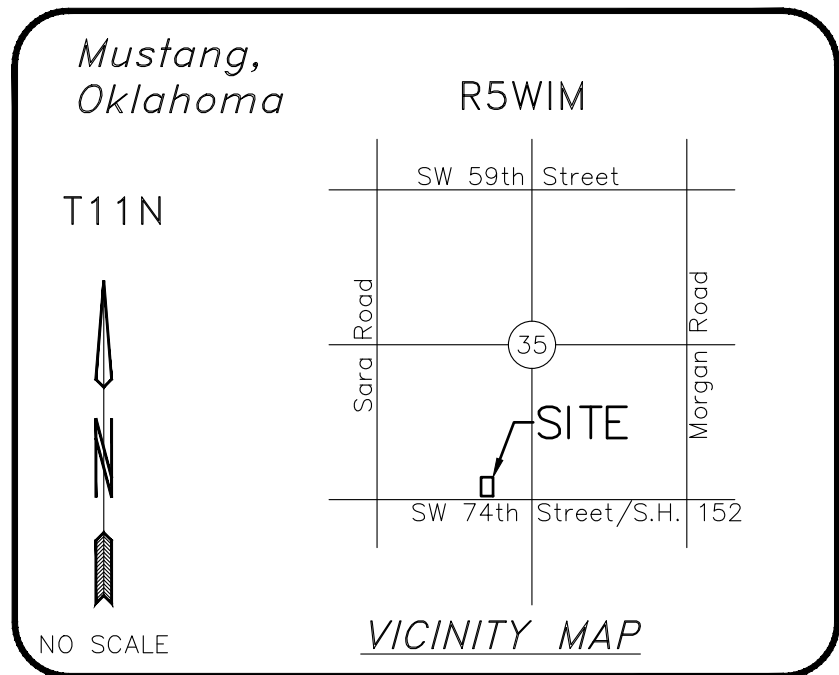 Mustang,
Oklahoma
R5WIM
T11N
SW 59th Street
Sara Road
Morgan Road
35
SITE
SW 74th Street/S.H. 152
N
NO SCALE
VICINITY MAP